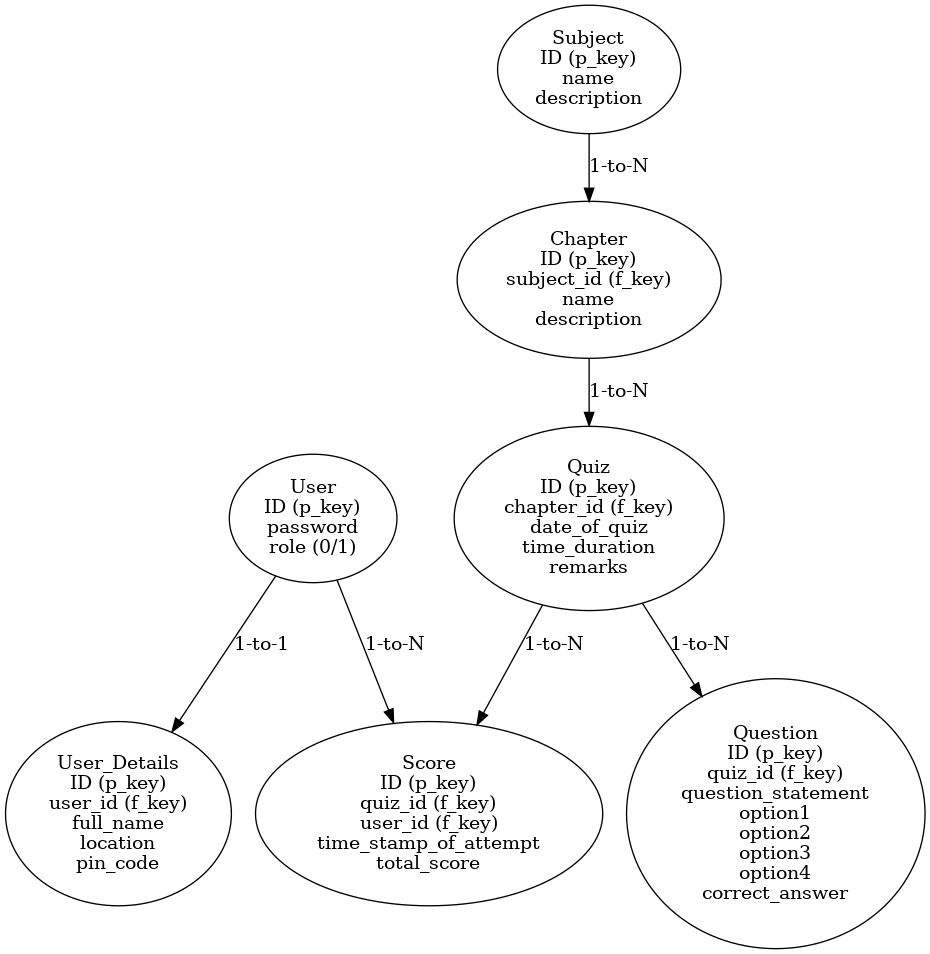 Subject
ID (p_key)
name
description
1-to-N
Chapter
ID (p_key)
subject_id (f_key)
name
description
1-to-N
Quiz
ID (p_key)
chapter_id (f_key)
date_of_quiz
time_duration
remarks
User
ID (p_key)
password
role (0/1)
1-to-1
1-to-N
1-to-N
1-to-N
User_Details
ID (p_key)
user_id (f_key)
full_name
location
pin_code
Score
ID (p_key)
quiz_id (f_key)
user_id (f_key)
time_stamp_of_attempt
total_score
Question
ID (p_key)
quiz_id (f_key)
question_statement
option1
option2
option3
option4
correct_answer